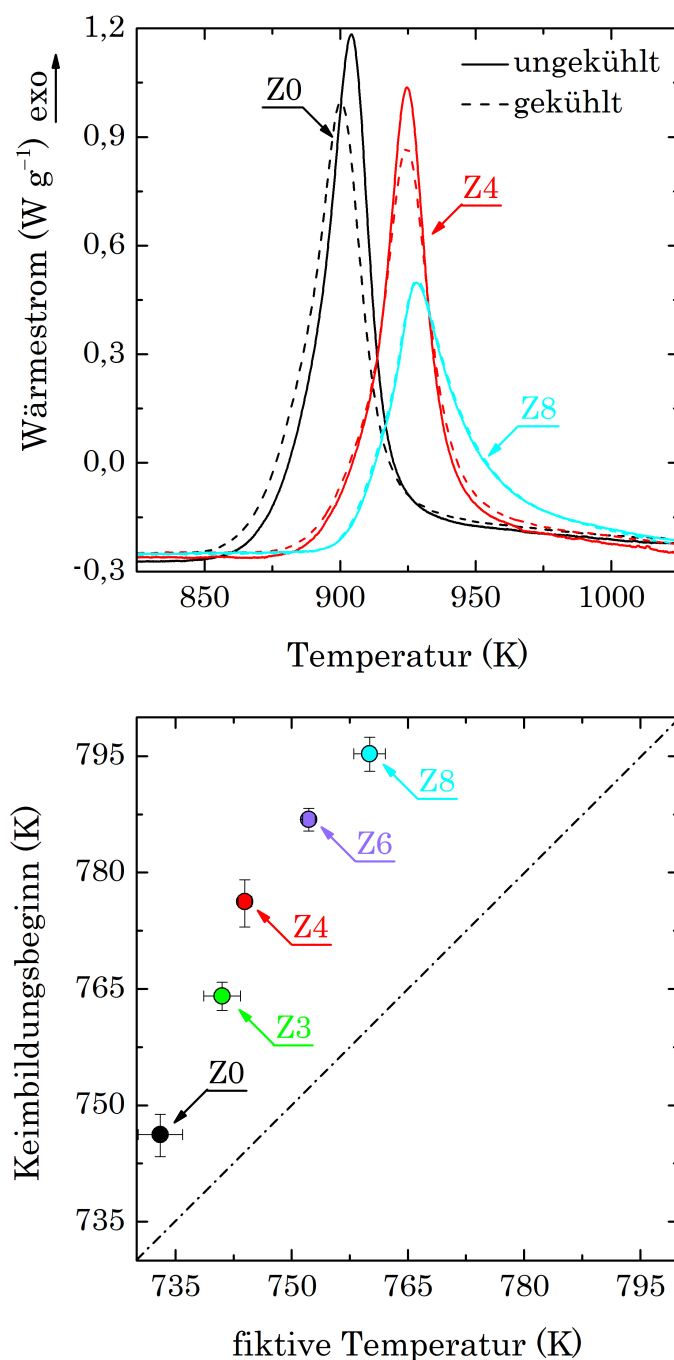 Wärmestrom (W g⁻¹) exo
1,2
0,9
0,6
0,3
0,0
-0,3
ungekühlt
gekühlt
Z0
Z4
Z8
850 900 950 1000
Temperatur (K)
Keimbildungsbeginn (K)
795
780
765
750
735
Z8
Z6
Z4
Z3
Z0
735 750 765 780 795
fiktive Temperatur (K)